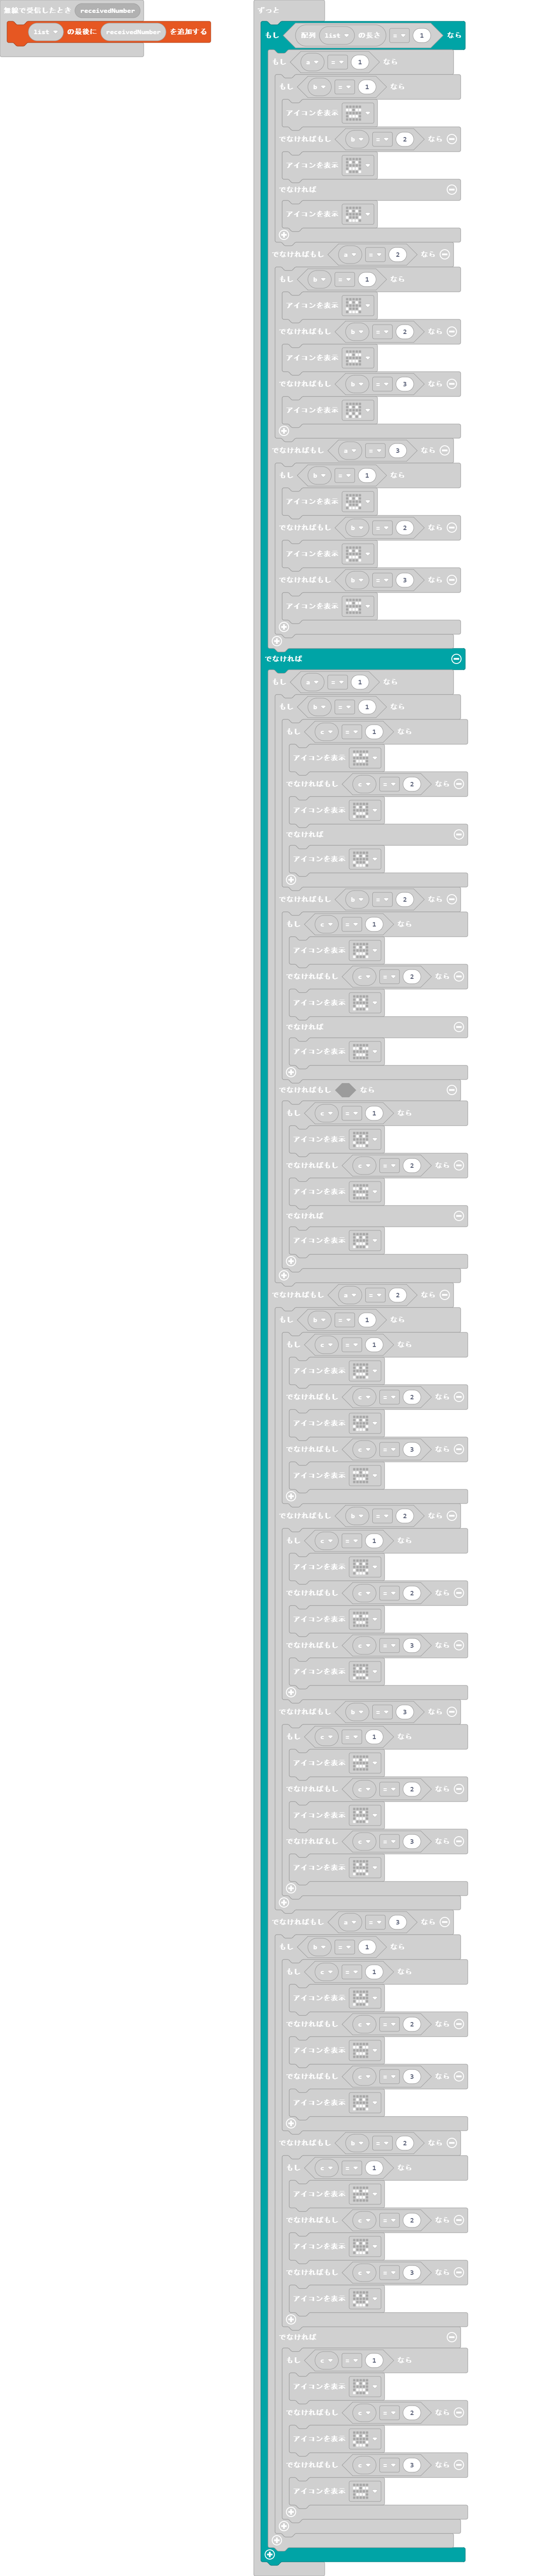 無線で受信したとき receivedNumber
list の最後に receivedNumber を追加する
ずっと
もし 配列 list の長さ = 1 なら
もし a = 1 なら
もし b = 1 なら
アイコンを表示
でなければもし b = 2 なら
アイコンを表示
でなければ
アイコンを表示
でなければもし a = 2 なら
もし b = 1 なら
アイコンを表示
でなければもし b = 2 なら
アイコンを表示
でなければもし b = 3 なら
アイコンを表示
でなければもし a = 3 なら
もし b = 1 なら
アイコンを表示
でなければもし b = 2 なら
アイコンを表示
でなければもし b = 3 なら
アイコンを表示
でなければ
もし a = 1 なら
もし b = 1 なら
もし c = 1 なら
アイコンを表示
でなければもし c = 2 なら
アイコンを表示
でなければ
アイコンを表示
でなければもし b = 2 なら
もし c = 1 なら
アイコンを表示
でなければもし c = 2 なら
アイコンを表示
でなければ
アイコンを表示
でなければもし なら
もし c = 1 なら
アイコンを表示
でなければもし c = 2 なら
アイコンを表示
でなければ
アイコンを表示
でなければもし a = 2 なら
もし b = 1 なら
もし c = 1 なら
アイコンを表示
でなければもし c = 2 なら
アイコンを表示
でなければもし c = 3 なら
アイコンを表示
でなければもし b = 2 なら
もし c = 1 なら
アイコンを表示
でなければもし c = 2 なら
アイコンを表示
でなければもし c = 3 なら
アイコンを表示
でなければもし b = 3 なら
もし c = 1 なら
アイコンを表示
でなければもし c = 2 なら
アイコンを表示
でなければもし c = 3 なら
アイコンを表示
でなければもし a = 3 なら
もし b = 1 なら
もし c = 1 なら
アイコンを表示
でなければもし c = 2 なら
アイコンを表示
でなければもし c = 3 なら
アイコンを表示
でなければもし b = 2 なら
もし c = 1 なら
アイコンを表示
でなければもし c = 2 なら
アイコンを表示
でなければもし c = 3 なら
アイコンを表示
でなければ
もし c = 1 なら
アイコンを表示
でなければもし c = 2 なら
アイコンを表示
でなければもし c = 3 なら
アイコンを表示